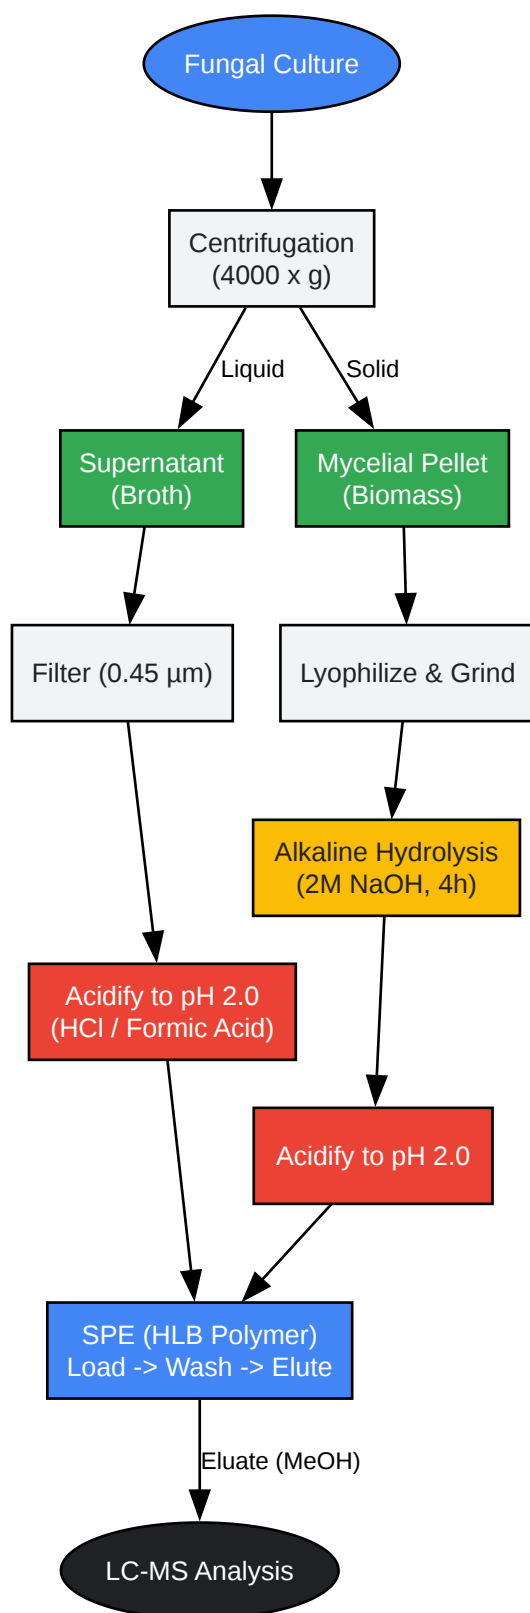 Fungal Culture
Centrifugation
(4000 x g)
Liquid
Solid
Supernatant
(Broth)
Mycelial Pellet
(Biomass)
Filter (0.45 µm)
Lyophilize & Grind
Alkaline Hydrolysis
(2M NaOH, 4h)
Acidify to pH 2.0
(HCl / Formic Acid)
Acidify to pH 2.0
SPE (HLB Polymer)
Load -> Wash -> Elute
Eluate (MeOH)
LC-MS Analysis